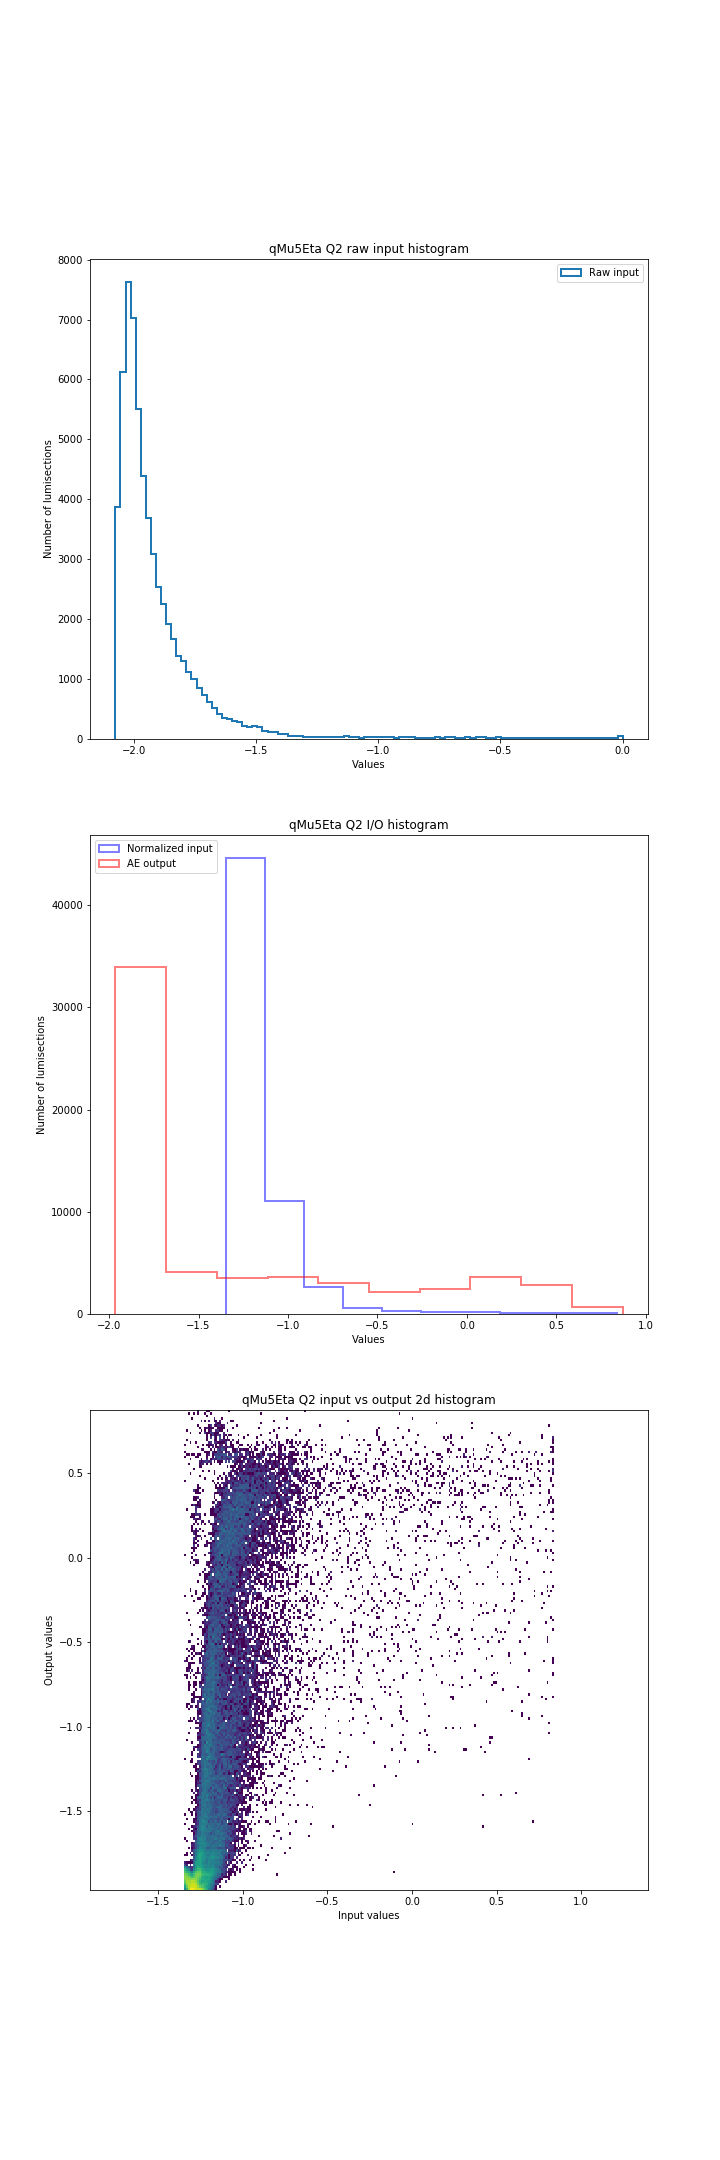 qMu5Eta Q2 raw input histogram
8000
7000
6000
5000
4000
3000
2000
1000
0
Number of lumisections
Raw input
−2.0 −1.5 −1.0 −0.5 0.0
Values
qMu5Eta Q2 I/O histogram
Normalized input
AE output
40000
30000
20000
10000
0
Number of lumisections
−2.0 −1.5 −1.0 −0.5 0.0 0.5 1.0
Values
qMu5Eta Q2 input vs output 2d histogram
0.5
0.0
−0.5
−1.0
−1.5
Output values
−1.5 −1.0 −0.5 0.0 0.5 1.0
Input values